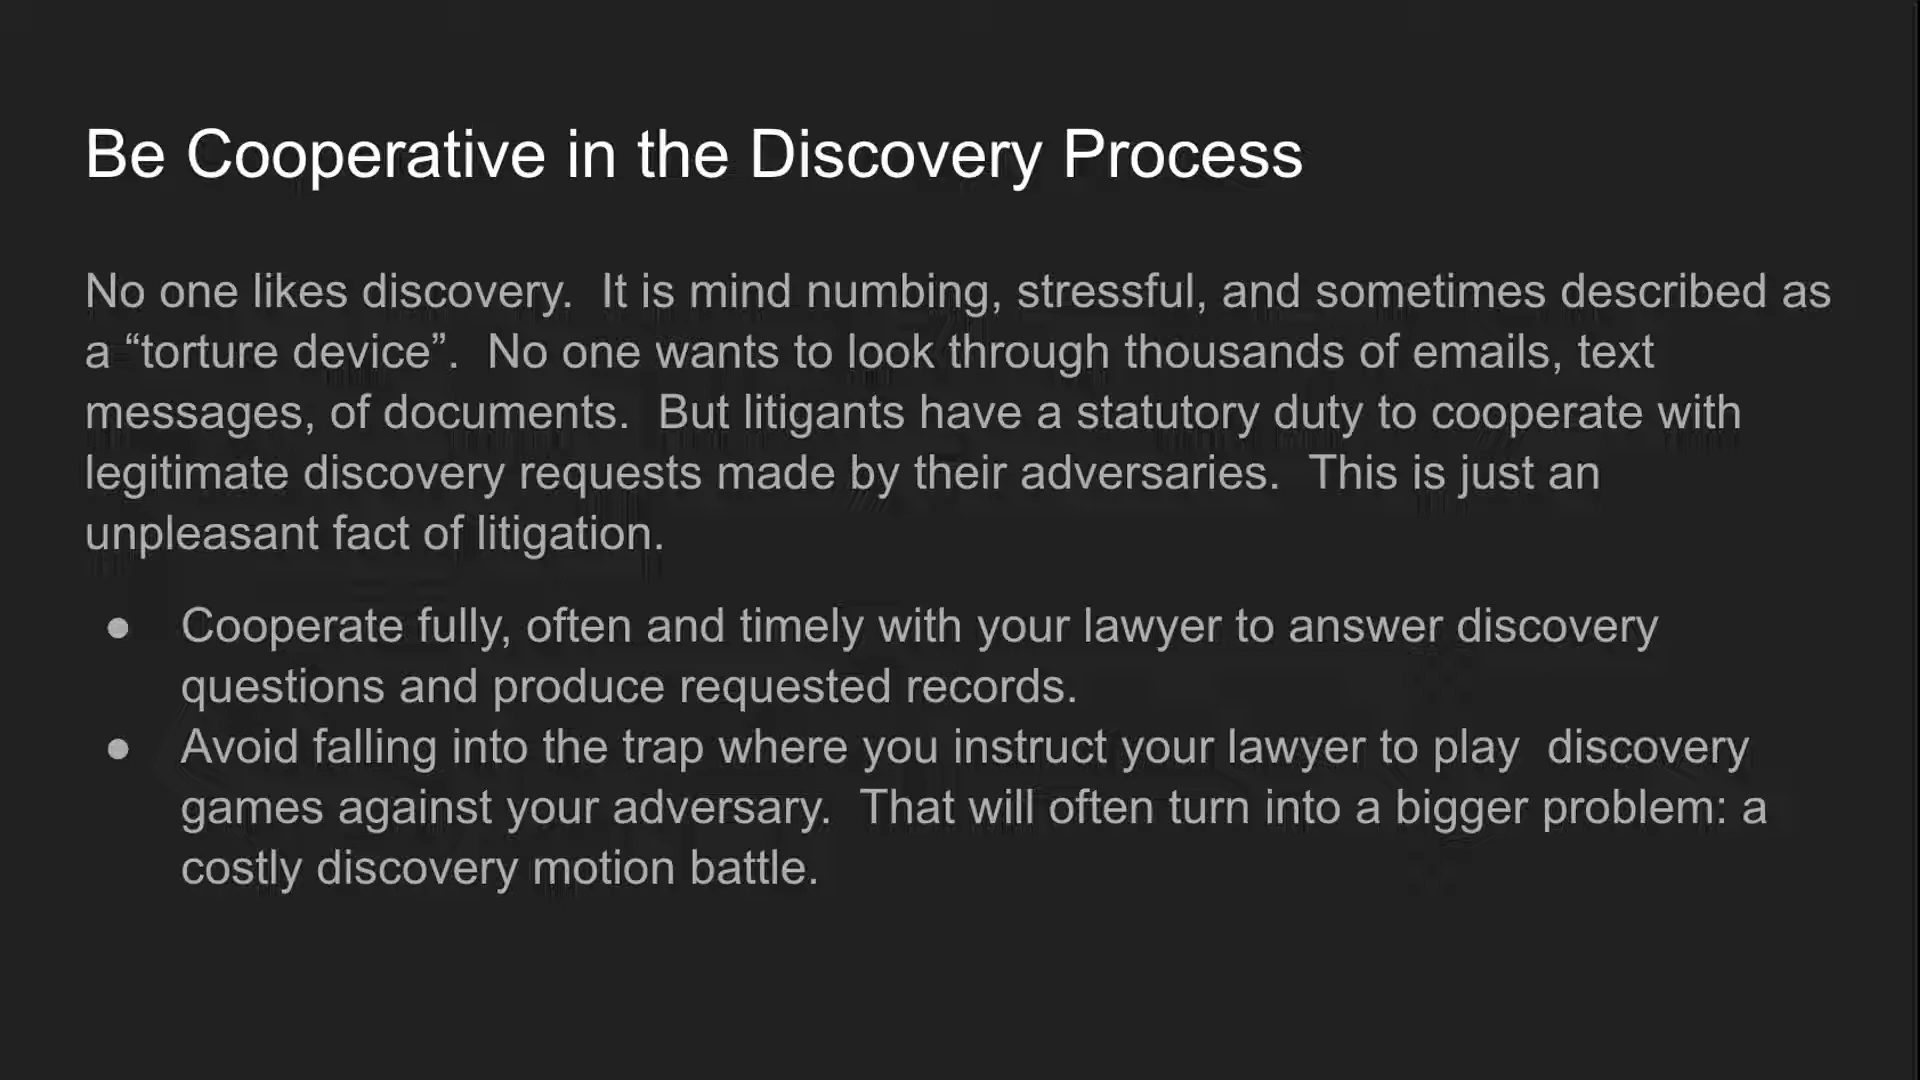 Be Cooperative in the Discovery Process
No one likes discovery.  It is mind numbing, stressful, and sometimes described as
a “torture device”.  No one wants to look through thousands of emails, text
messages, of documents.  But litigants have a statutory duty to cooperate with
legitimate discovery requests made by their adversaries.  This is just an
unpleasant fact of litigation.
● Cooperate fully, often and timely with your lawyer to answer discovery
questions and produce requested records.
● Avoid falling into the trap where you instruct your lawyer to play  discovery
games against your adversary.  That will often turn into a bigger problem: a
costly discovery motion battle.